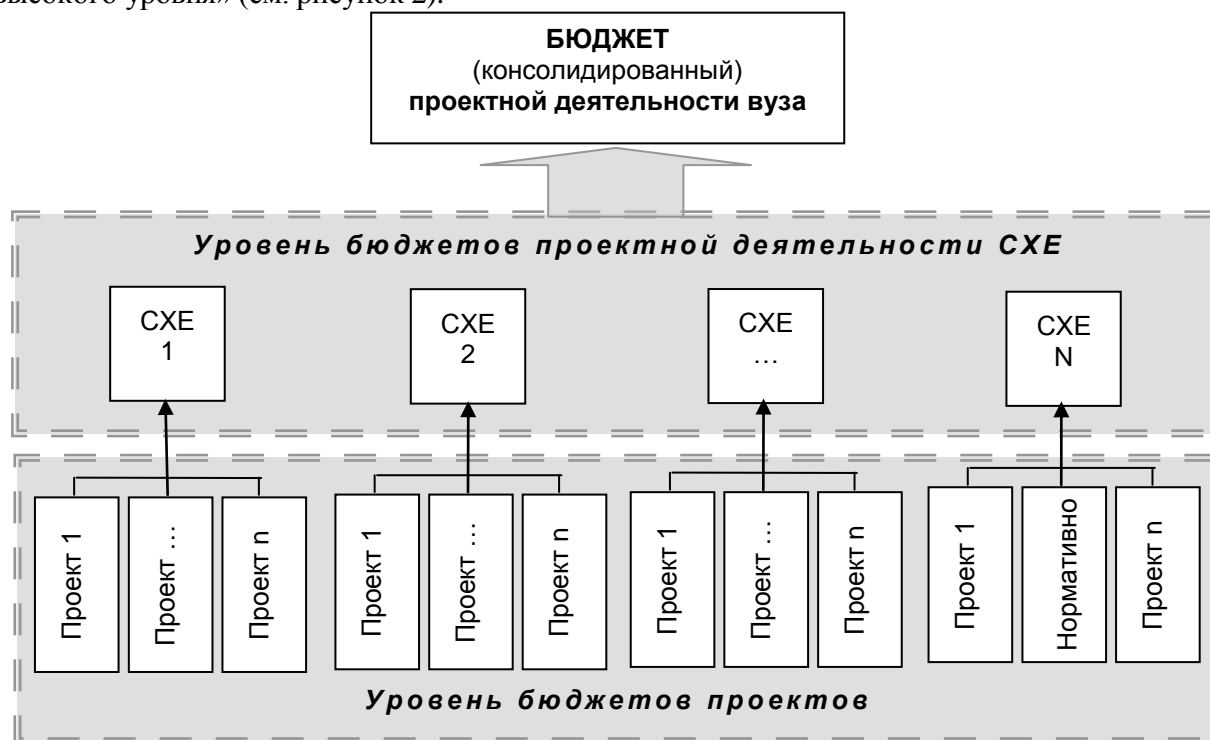 высокого уровня» (см. рисунок 2).
БЮДЖЕТ
(консолидированный)
проектной деятельности вуза
Уровень бюджетов проектной деятельности СХЕ
СХЕ
1
СХЕ
2
СХЕ
…
СХЕ
N
Проект 1
Проект …
Проект n
Проект 1
Проект …
Проект n
Проект 1
Проект …
Проект n
Проект 1
Нормативно
Проект n
Уровень бюджетов проектов